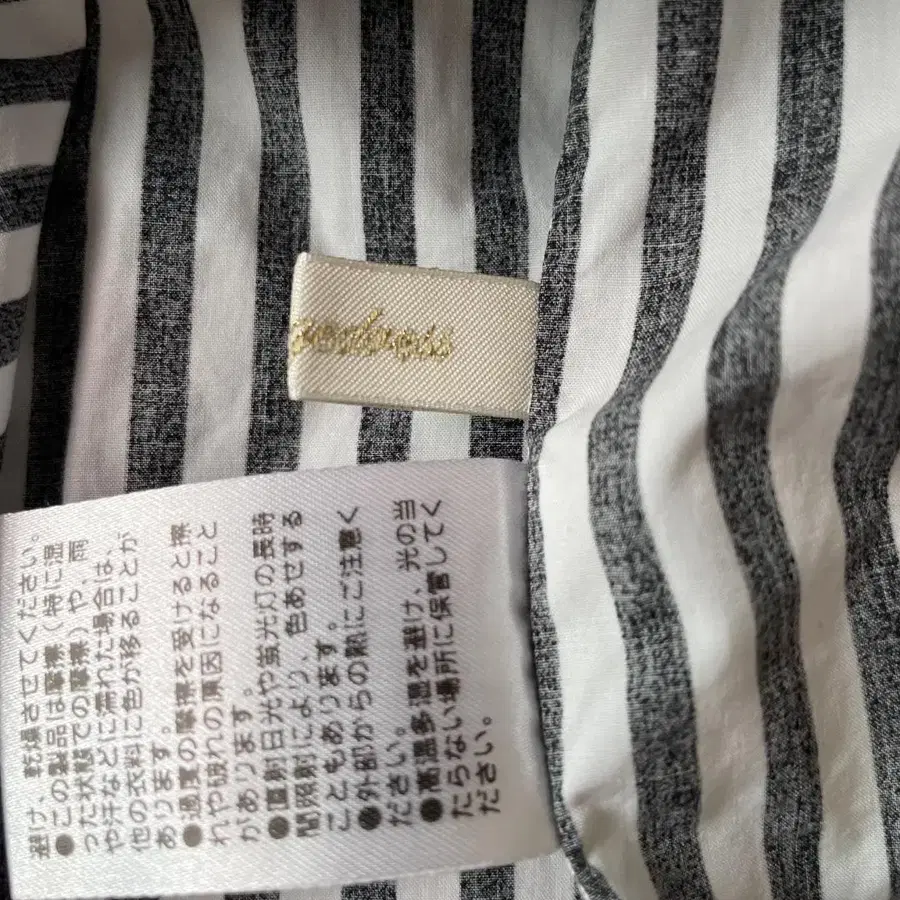 避け、乾燥させてください。
●この製品は摩擦（特に湿
った状態での摩擦）や、雨
や汗などに濡れた場合は、
他の衣料に色が移ることが
あります。
●過度の摩擦を受けると擦
れや破れの原因になること
があります。
●直射日光や蛍光灯の長時
間照射により、色あせする
こともあります。
●外部からの熱にご注意く
ださい。
●高温多湿を避け、光の当
たらない場所に保管してく
ださい。